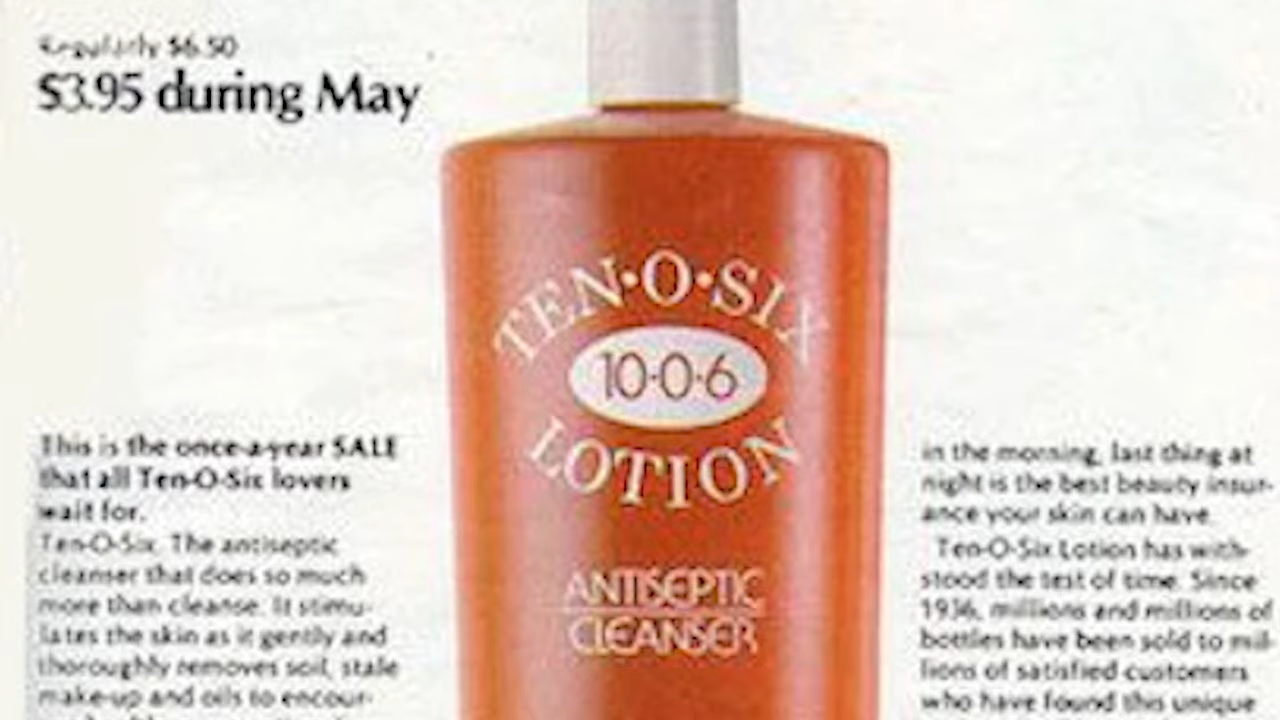 Regularly $6.50
$3.95 during May
TEN•O•SIX
10•0•6
LOTION
ANTISEPTIC
CLEANSER
This is the once-a-year SALE
that all Ten-O-Six lovers
wait for.
Ten-O-Six. The antiseptic
cleanser that does so much
more than cleanse. It stimu-
lates the skin as it gently and
thoroughly removes soil, stale
make-up and oils to encour-
in the morning, last thing at
night is the best beauty insur-
ance your skin can have.
Ten-O-Six Lotion has with-
stood the test of time. Since
1936, millions and millions of
bottles have been sold to mil-
lions of satisfied customers
who have found this unique